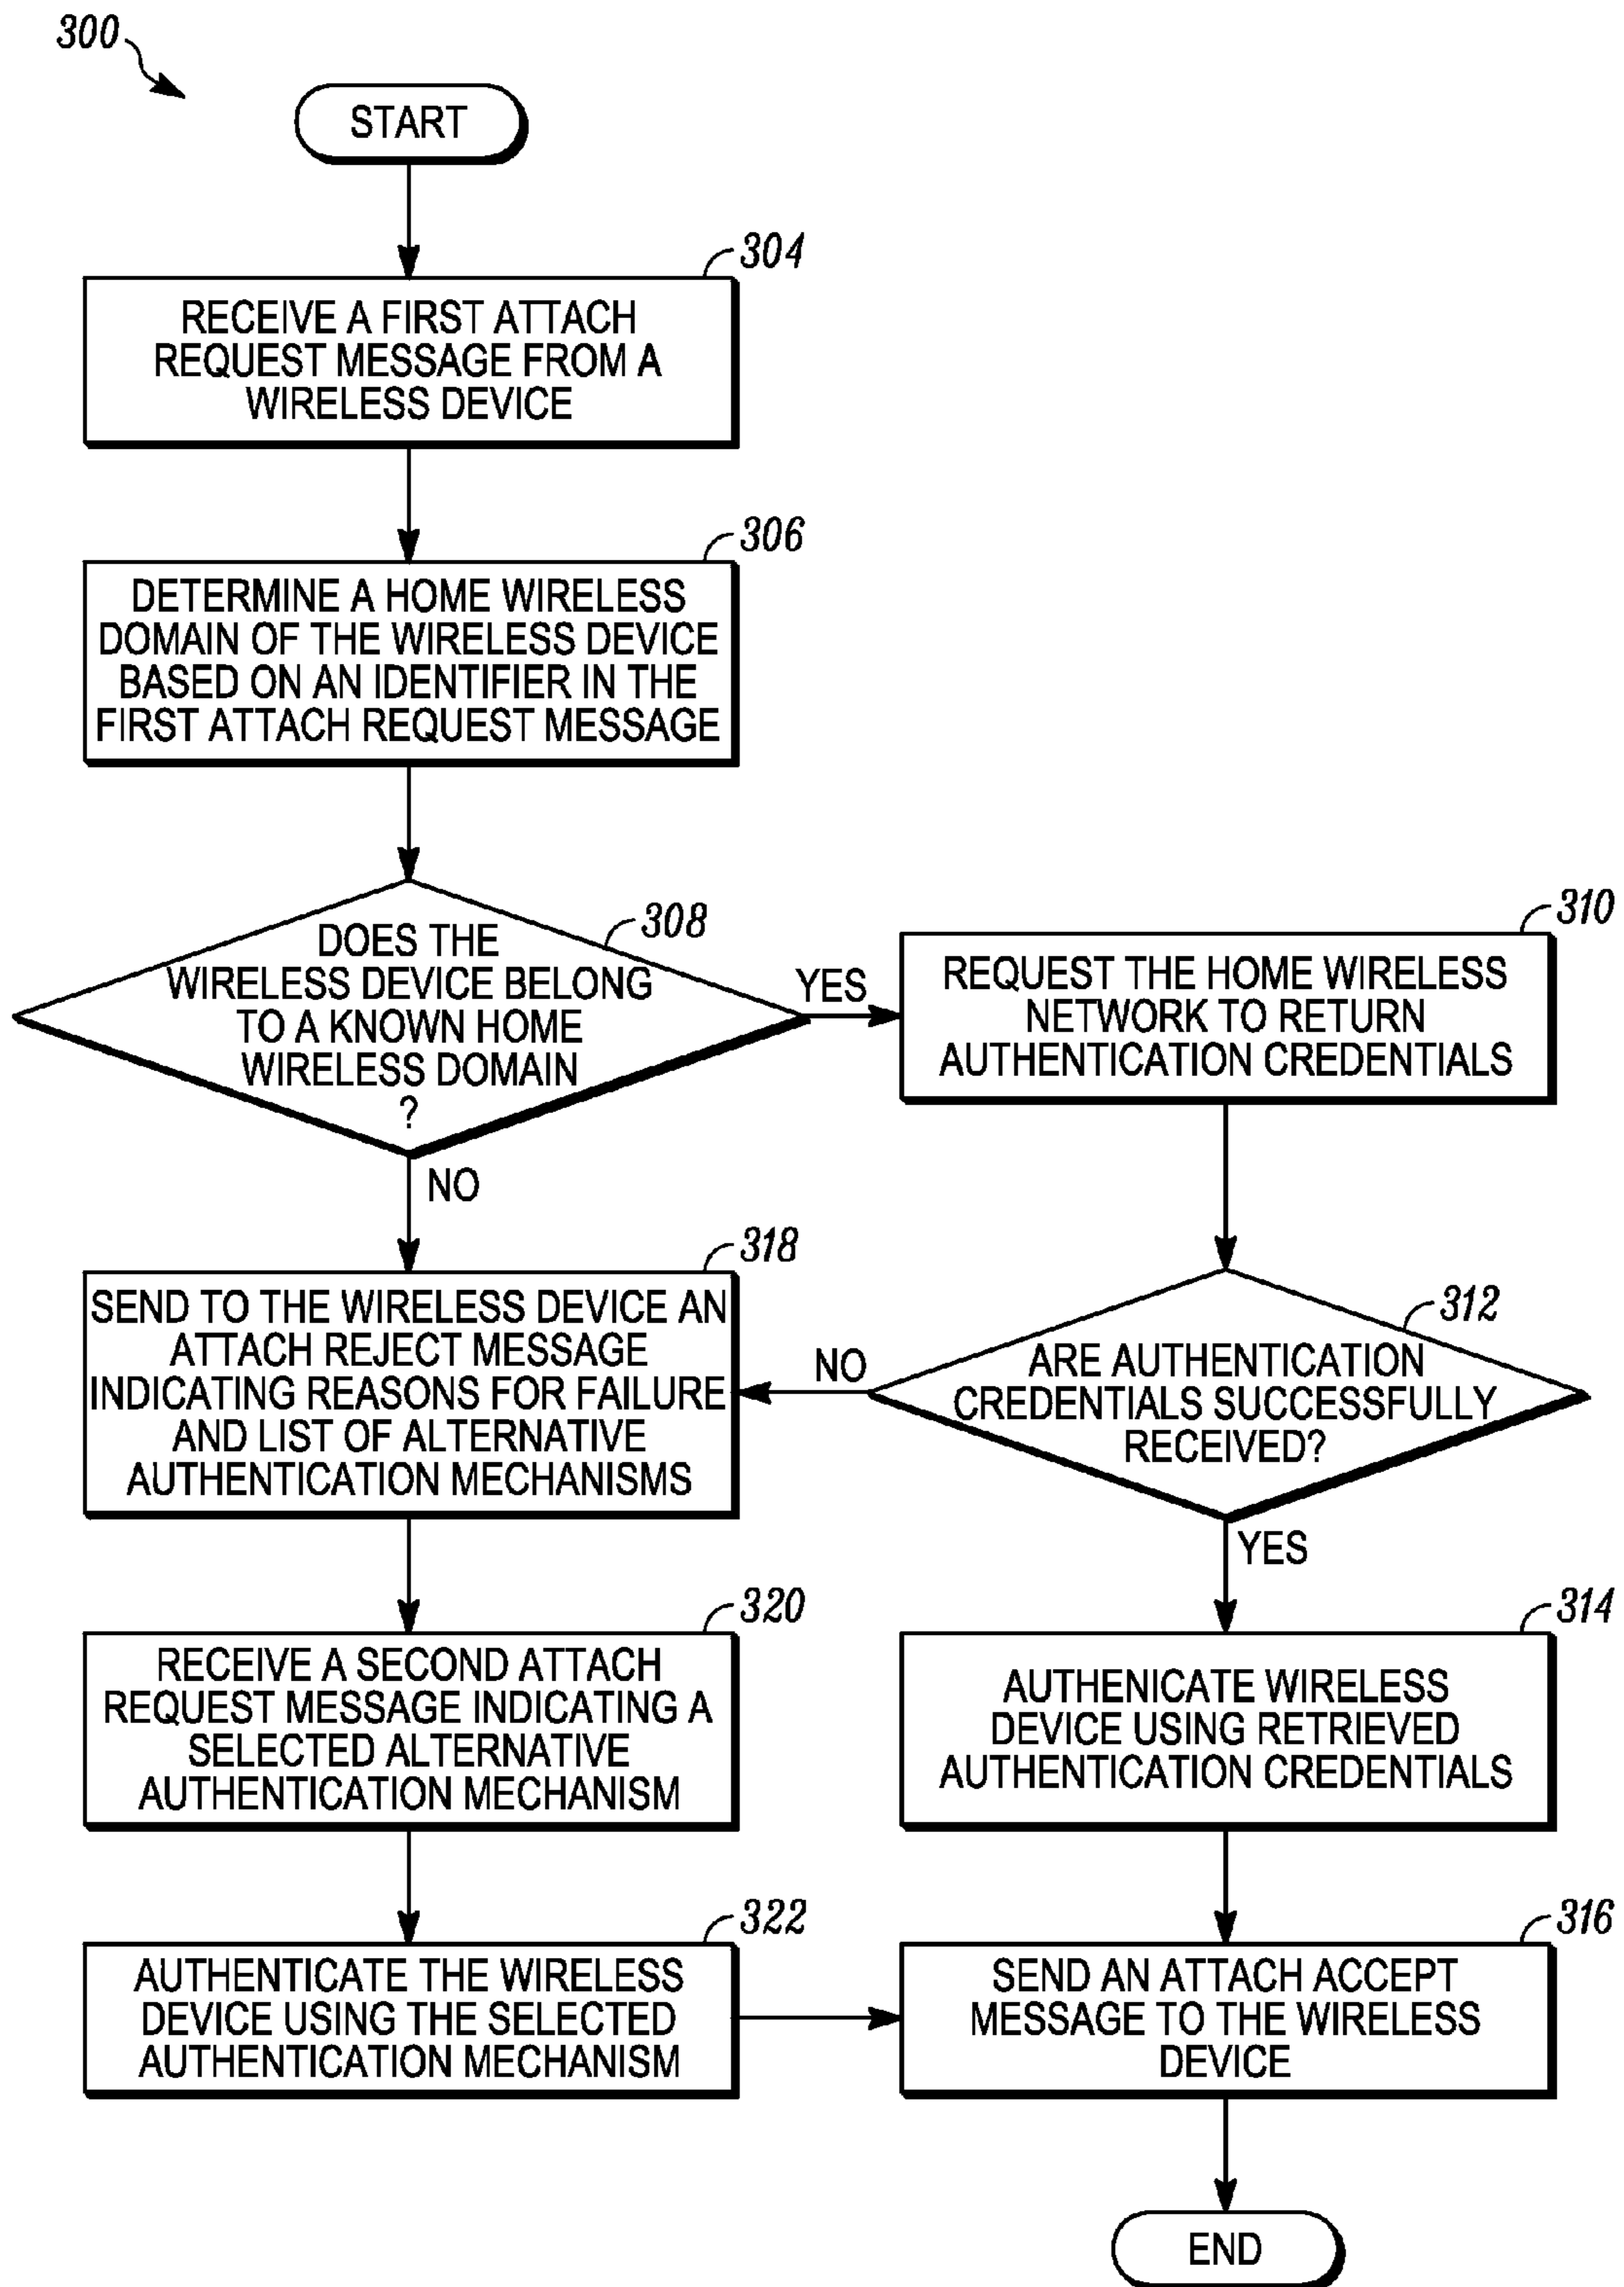 300
START
304
RECEIVE A FIRST ATTACH
REQUEST MESSAGE FROM A
WIRELESS DEVICE
306
DETERMINE A HOME WIRELESS
DOMAIN OF THE WIRELESS DEVICE
BASED ON AN IDENTIFIER IN THE
FIRST ATTACH REQUEST MESSAGE
308
DOES THE
WIRELESS DEVICE BELONG
TO A KNOWN HOME
WIRELESS DOMAIN
?
YES
NO
310
REQUEST THE HOME WIRELESS
NETWORK TO RETURN
AUTHENTICATION CREDENTIALS
312
ARE AUTHENTICATION
CREDENTIALS SUCCESSFULLY
RECEIVED?
NO
YES
318
SEND TO THE WIRELESS DEVICE AN
ATTACH REJECT MESSAGE
INDICATING REASONS FOR FAILURE
AND LIST OF ALTERNATIVE
AUTHENTICATION MECHANISMS
320
RECEIVE A SECOND ATTACH
REQUEST MESSAGE INDICATING A
SELECTED ALTERNATIVE
AUTHENTICATION MECHANISM
314
AUTHENICATE WIRELESS
DEVICE USING RETRIEVED
AUTHENTICATION CREDENTIALS
322
AUTHENTICATE THE WIRELESS
DEVICE USING THE SELECTED
AUTHENTICATION MECHANISM
316
SEND AN ATTACH ACCEPT
MESSAGE TO THE WIRELESS
DEVICE
END